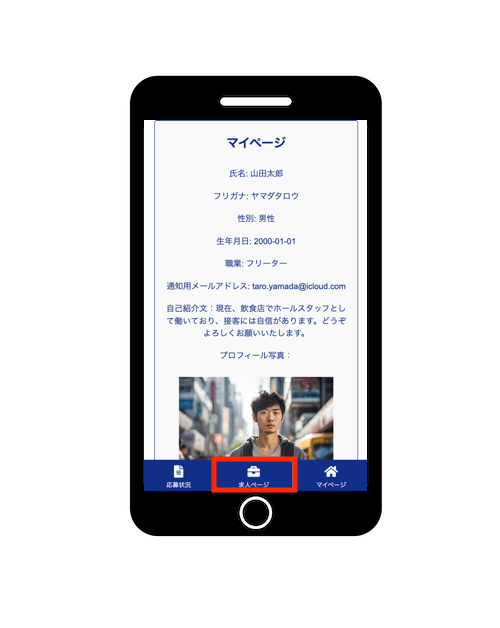 マイページ
氏名: 山田太郎
フリガナ: ヤマダタロウ
性別: 男性
生年月日: 2000-01-01
職業: フリーター
通知用メールアドレス: taro.yamada@icloud.com
自己紹介文：現在、飲食店でホールスタッフとし
て働いており、接客には自信があります。どうぞ
よろしくお願いいたします。
プロフィール写真：
応募状況
求人ページ
マイページ